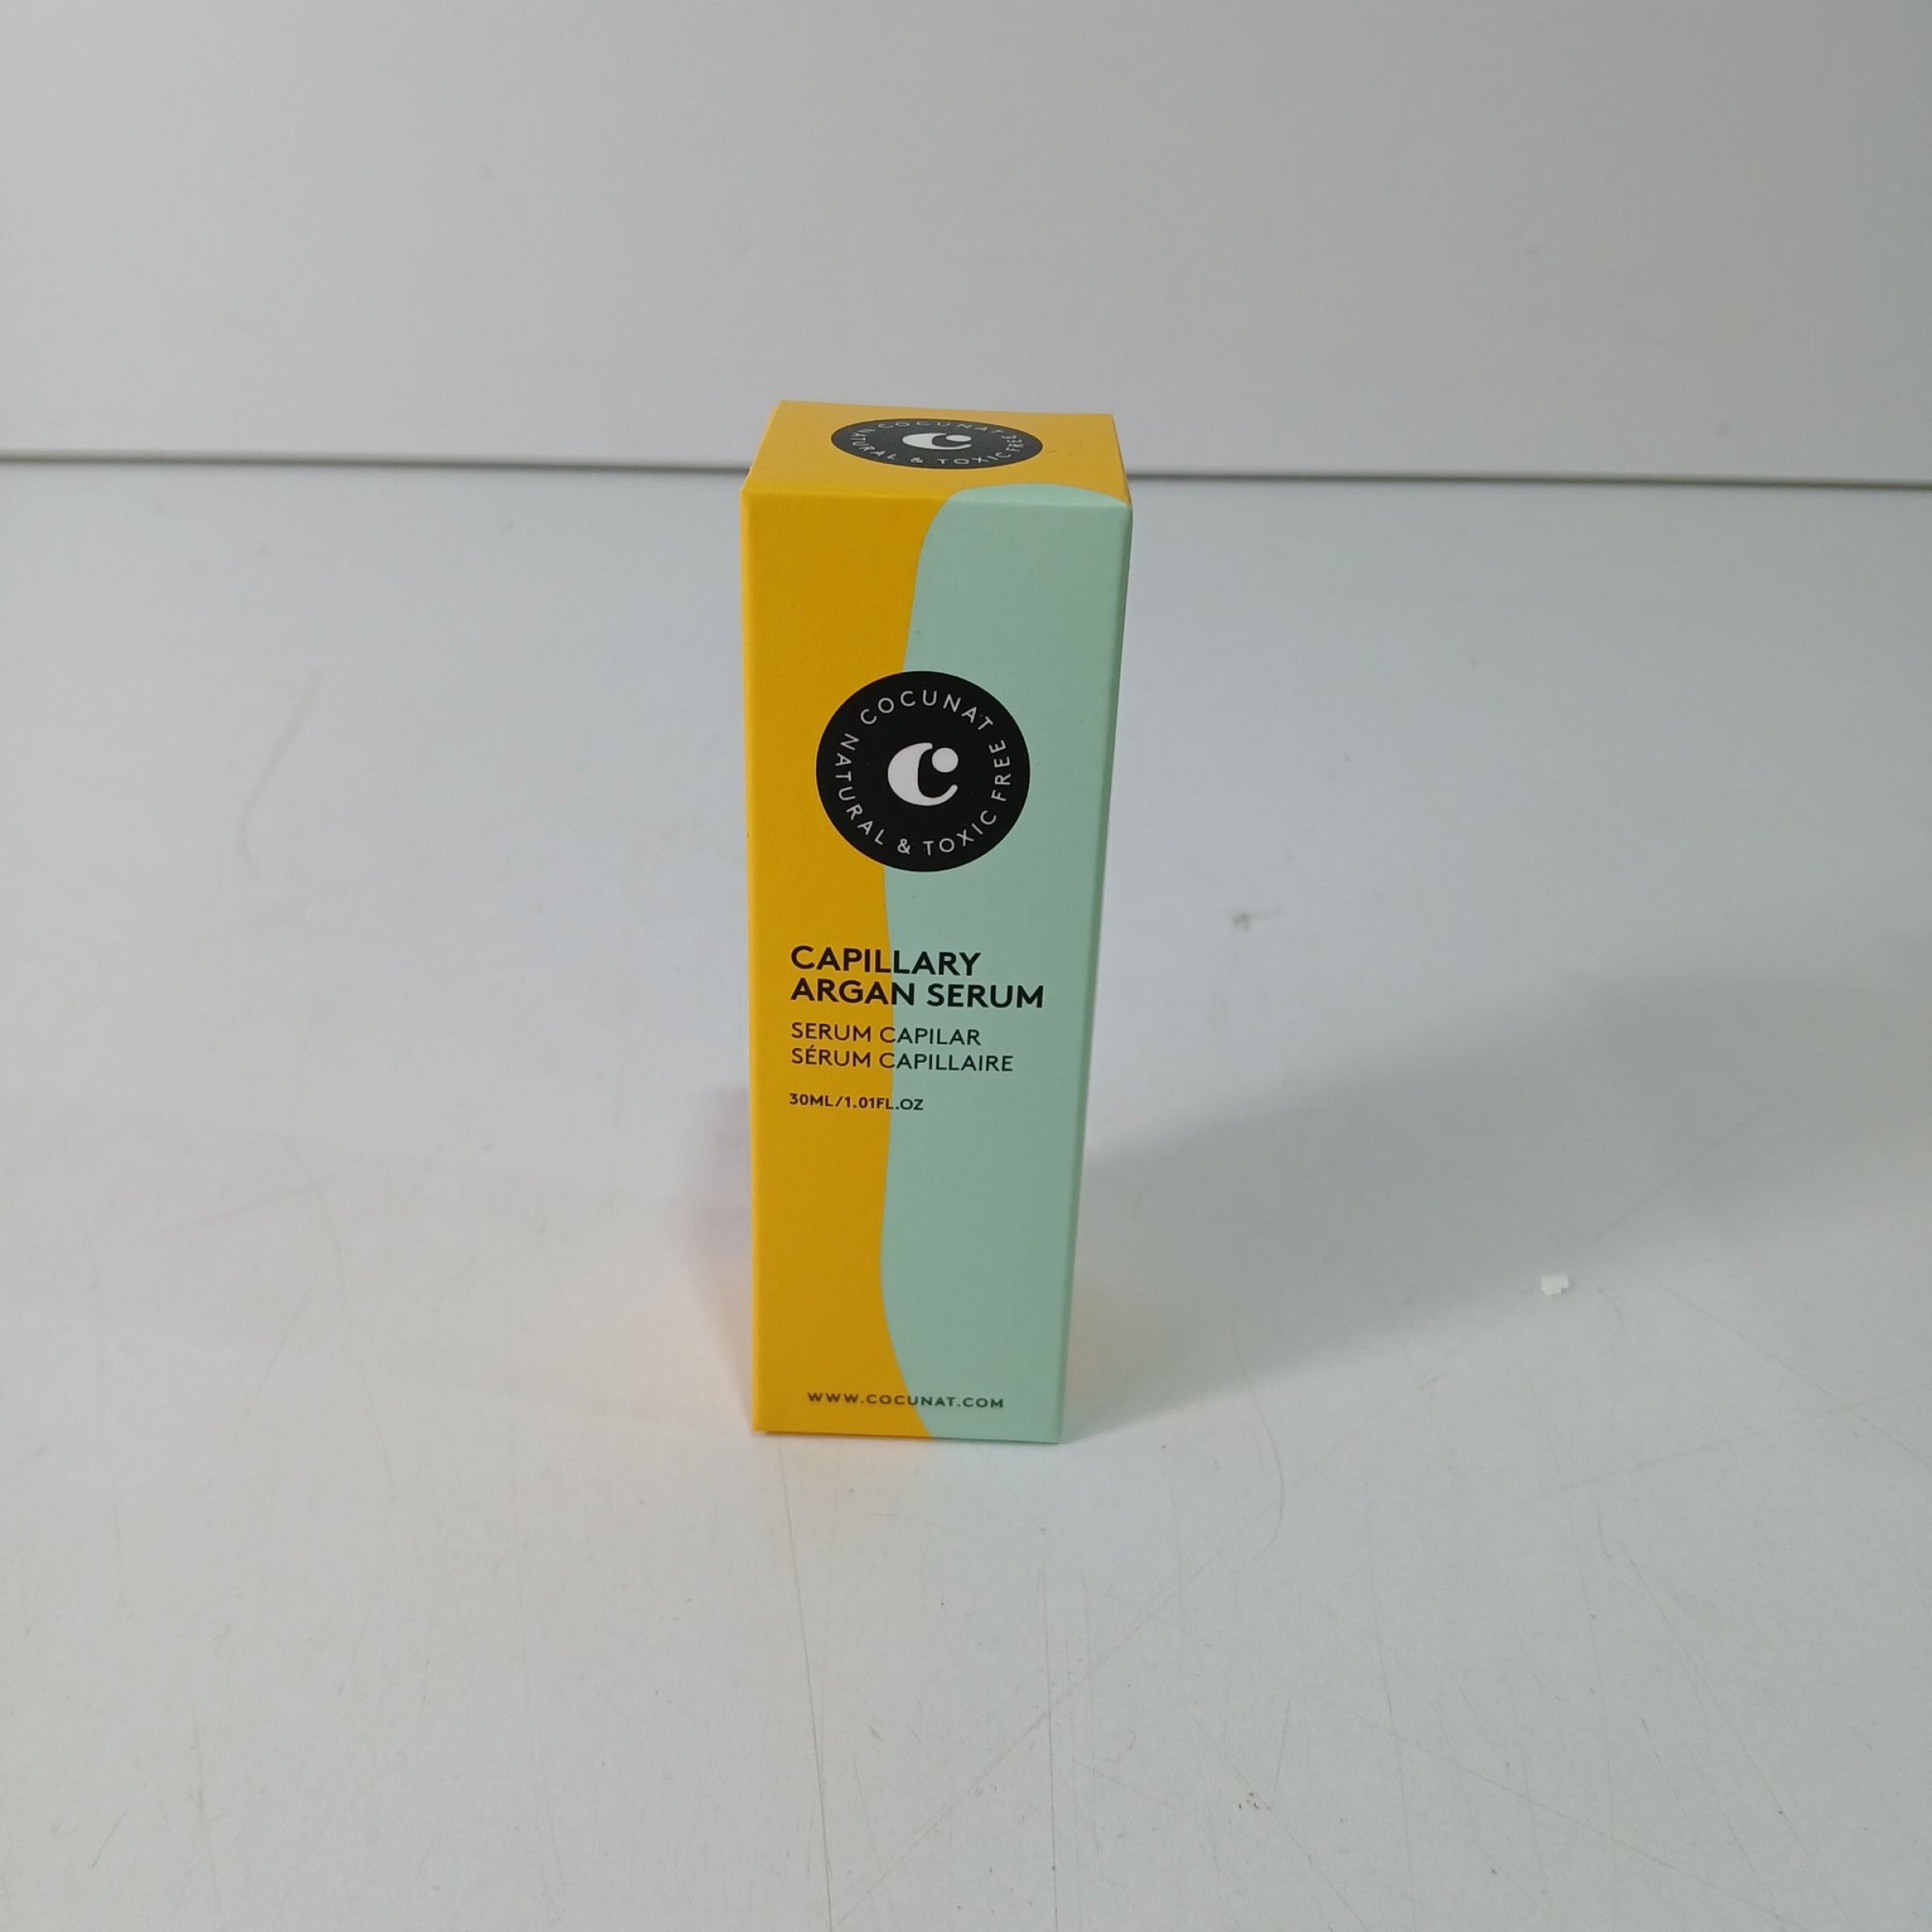 COCUNAT
NATURAL & TOXIC FREE
C
COCUNAT
NATURAL & TOXIC FREE
C
CAPILLARY
ARGAN SERUM
SERUM CAPILAR
SÉRUM CAPILLAIRE
30ML/1.01FL.OZ
WWW.COCUNAT.COM